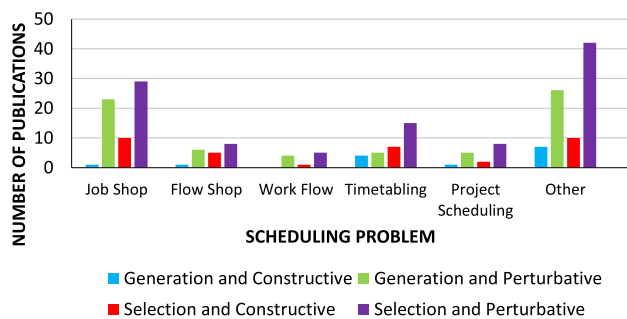 NUMBER OF PUBLICATIONS
50
40
30
20
10
0
Job Shop
Flow Shop
Work Flow
Timetabling
Project
Scheduling
Other
SCHEDULING PROBLEM
Generation and Constructive
Generation and Perturbative
Selection and Constructive
Selection and Perturbative